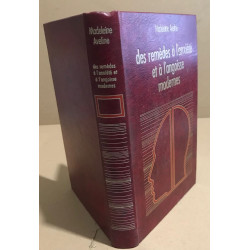 Madeleine
Aveline
des remèdes
à l'anxiété et
à l'angoisse
modernes
Madeleine Aveline
des remèdes à l'anxiété
et à l'angoisse
modernes